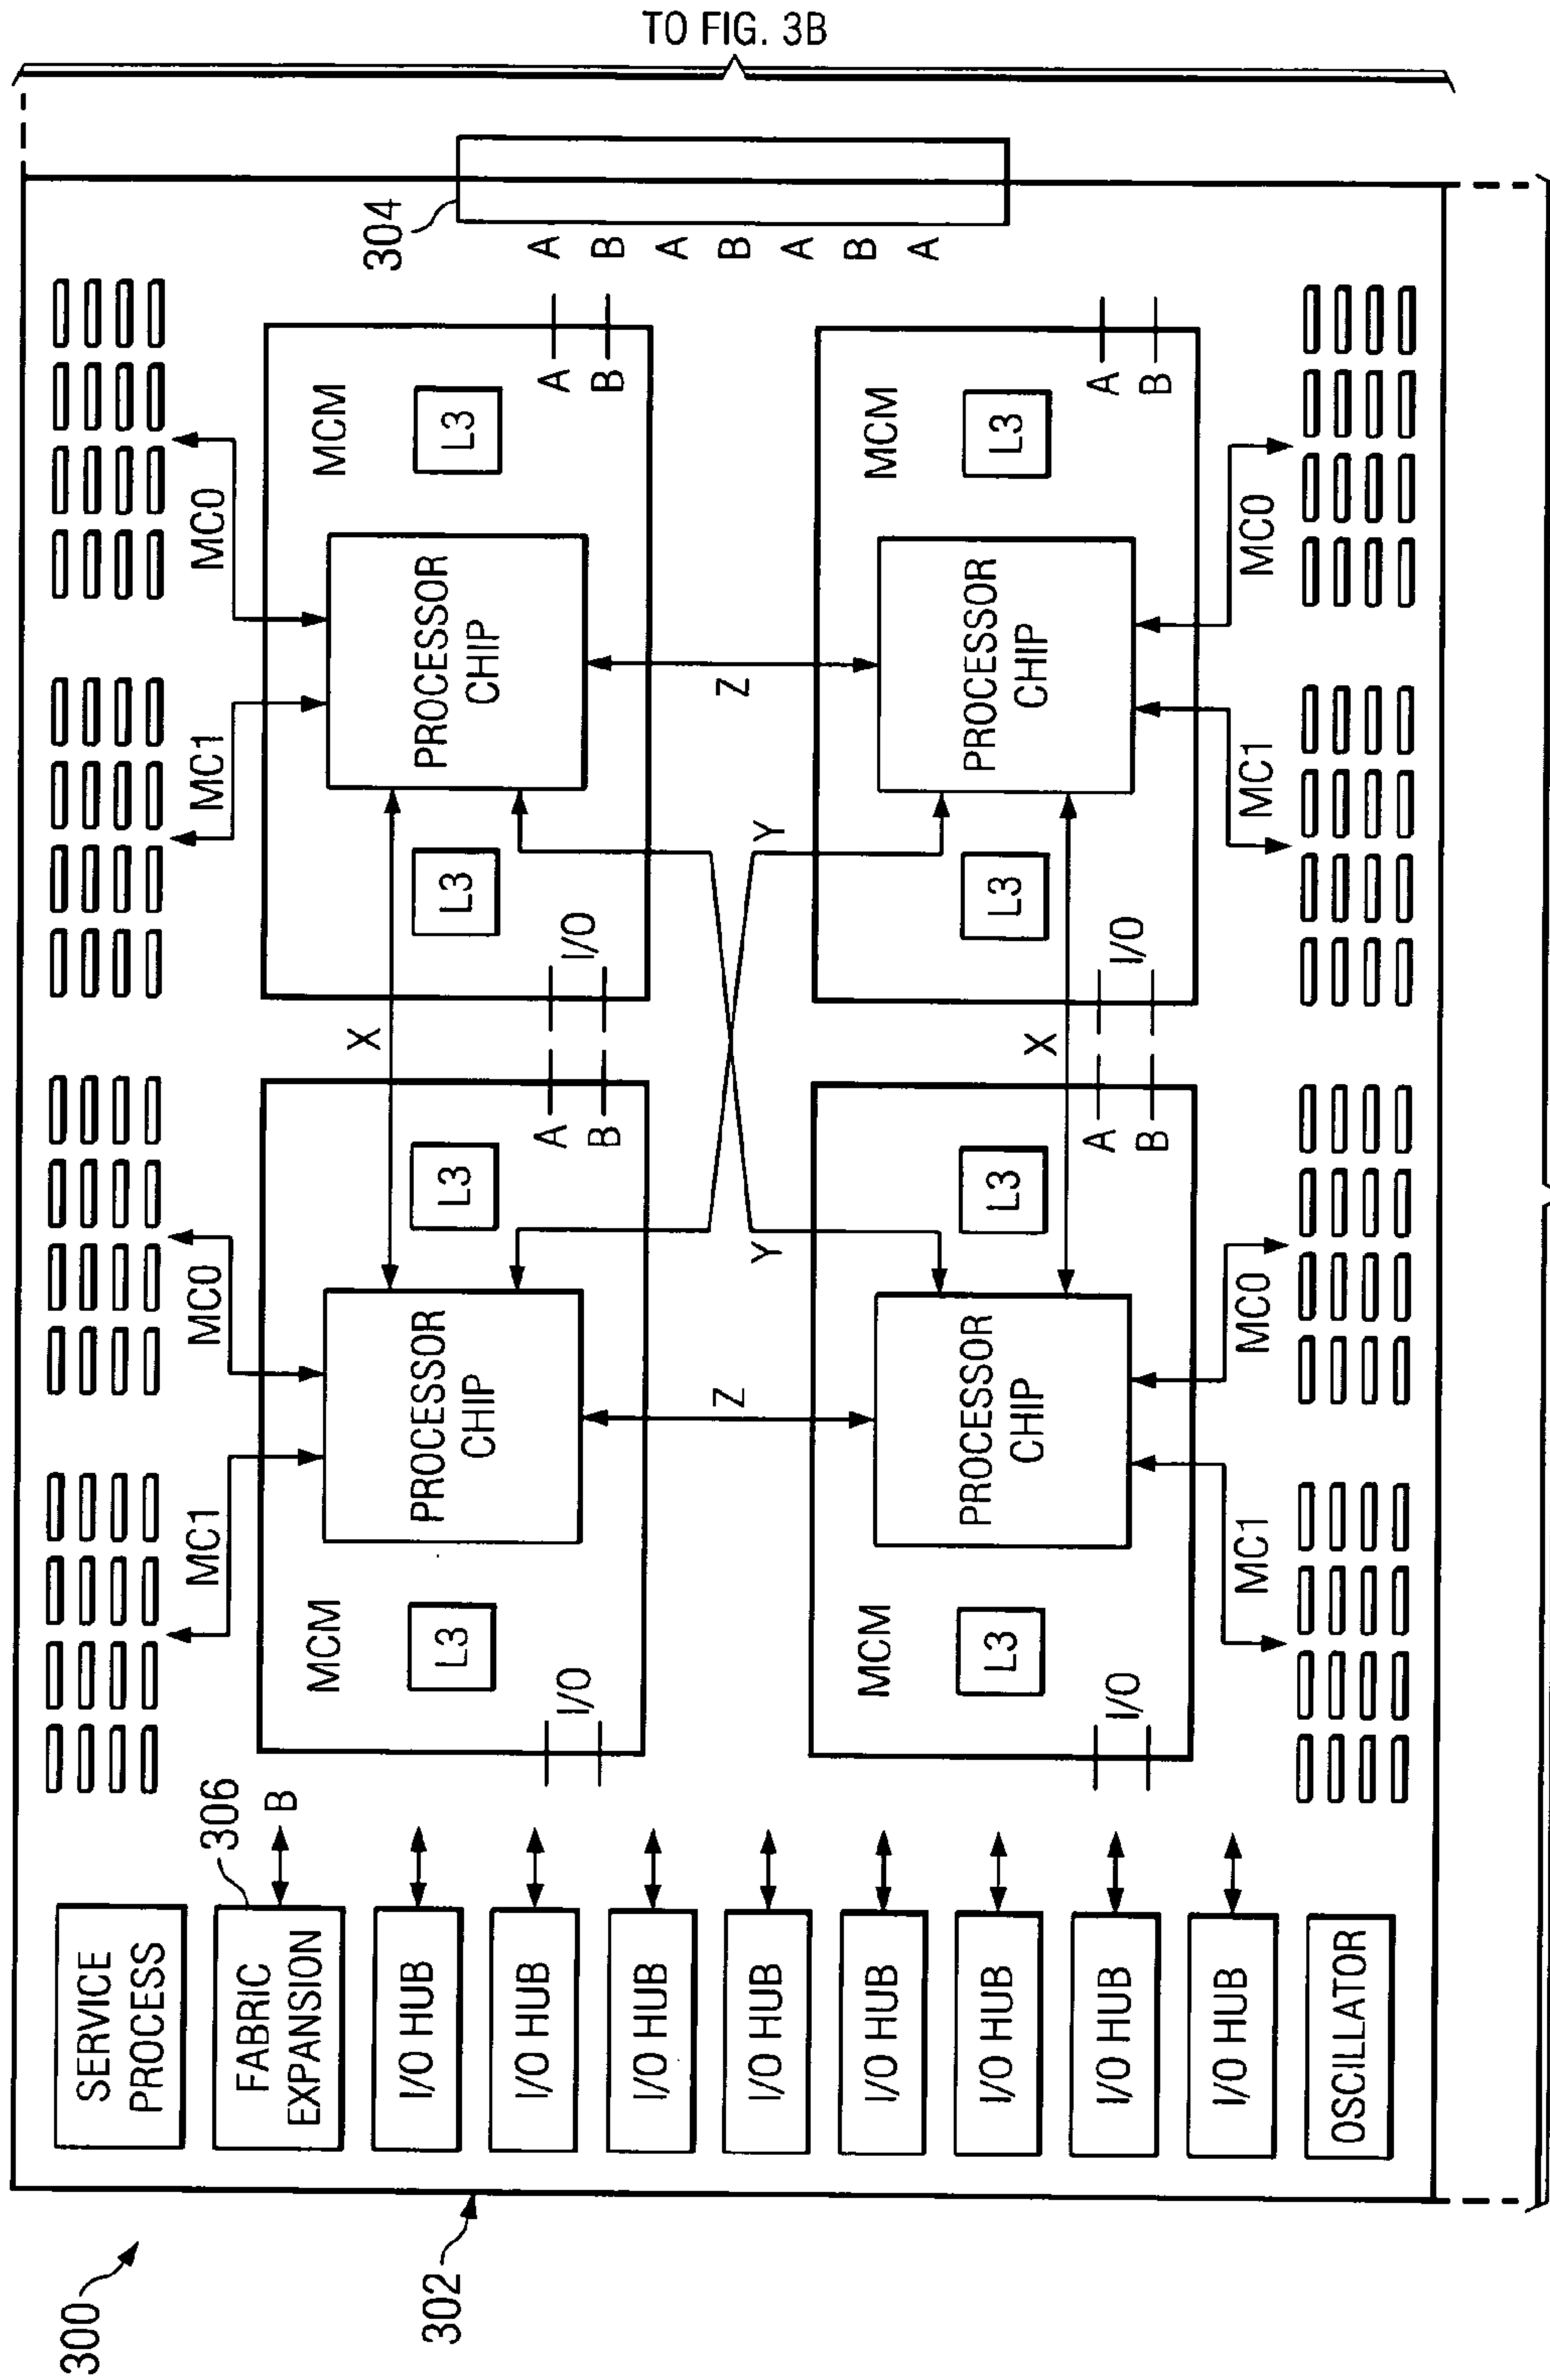 TO FIG. 3B
300
302
304
306
SERVICE
PROCESS
FABRIC
EXPANSION
B
I/O HUB
I/O HUB
I/O HUB
I/O HUB
I/O HUB
I/O HUB
I/O HUB
I/O HUB
OSCILLATOR
MC1
MC0
MC1
MC0
MCM
L3
PROCESSOR
CHIP
L3
I/O
A
B
X
MCM
L3
PROCESSOR
CHIP
L3
I/O
A
B
A
B
A
B
A
B
A
Z
Y
Y
Z
MCM
L3
PROCESSOR
CHIP
L3
I/O
A
B
X
MCM
L3
PROCESSOR
CHIP
L3
I/O
A
B
MC1
MC0
MC1
MC0